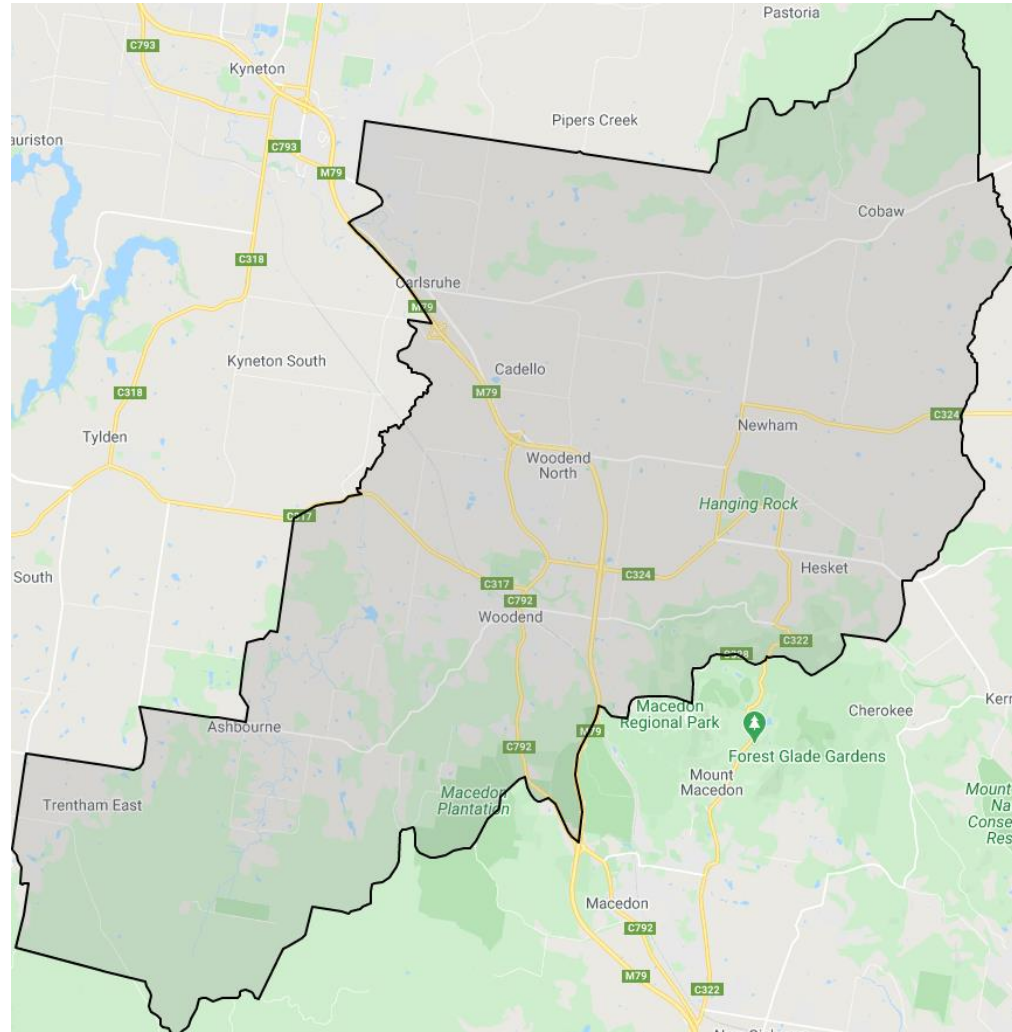 Pastoria
C793
Kyneton
Pipers Creek
auriston
C793
M79
Cobaw
C318
Carlsruhe
M79
Kyneton South
Cadello
M79
C318
C324
Newham
Tylden
Woodend
North
Hanging Rock
C317
South
C317
C324
Hesket
C792
Woodend
C322
Macedon
Regional Park
Cherokee
Kerr
Ashbourne
M79
C792
Forest Glade Gardens
Mount
Macedon
Macedon
Plantation
Trentham East
Mount
Na
Conse
Res
Macedon
C792
M79
C322